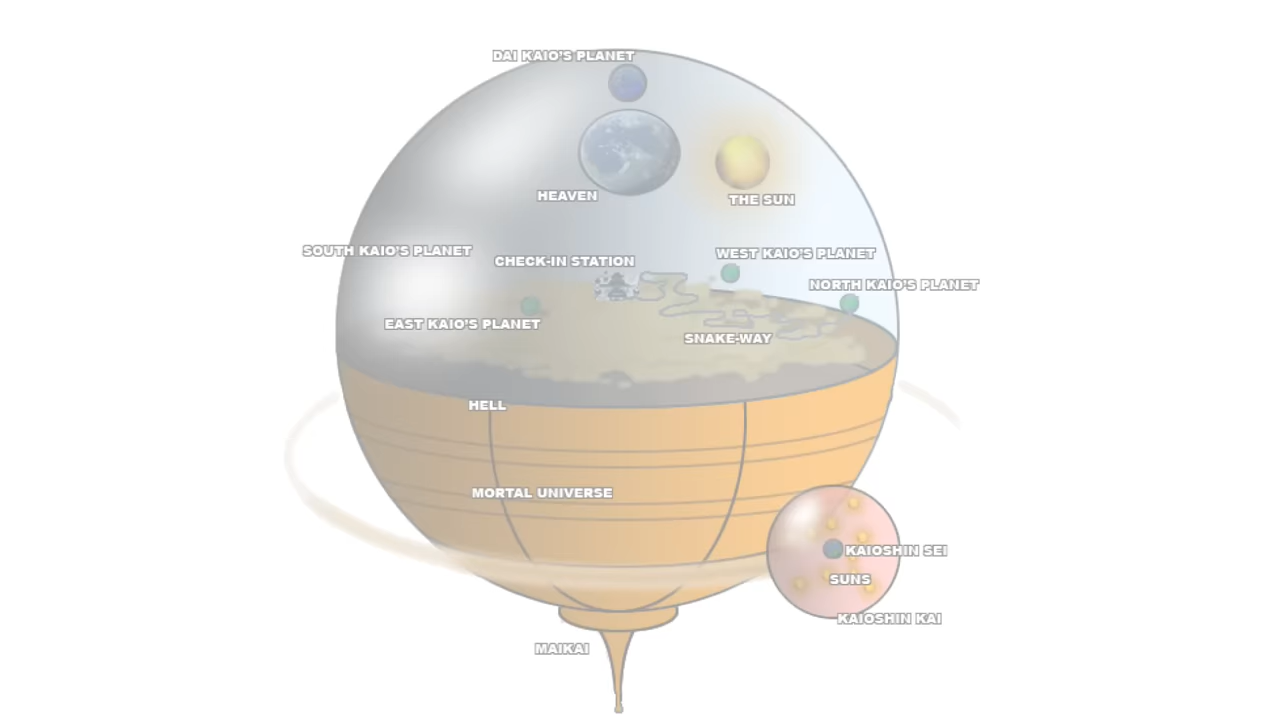 DAI KAIO'S PLANET
HEAVEN
THE SUN
SOUTH KAIO'S PLANET
CHECK-IN STATION
WEST KAIO'S PLANET
NORTH KAIO'S PLANET
EAST KAIO'S PLANET
SNAKE-WAY
HELL
MORTAL UNIVERSE
KAIOSHIN SEI
SUNS
KAIOSHIN KAI
MAIKAI